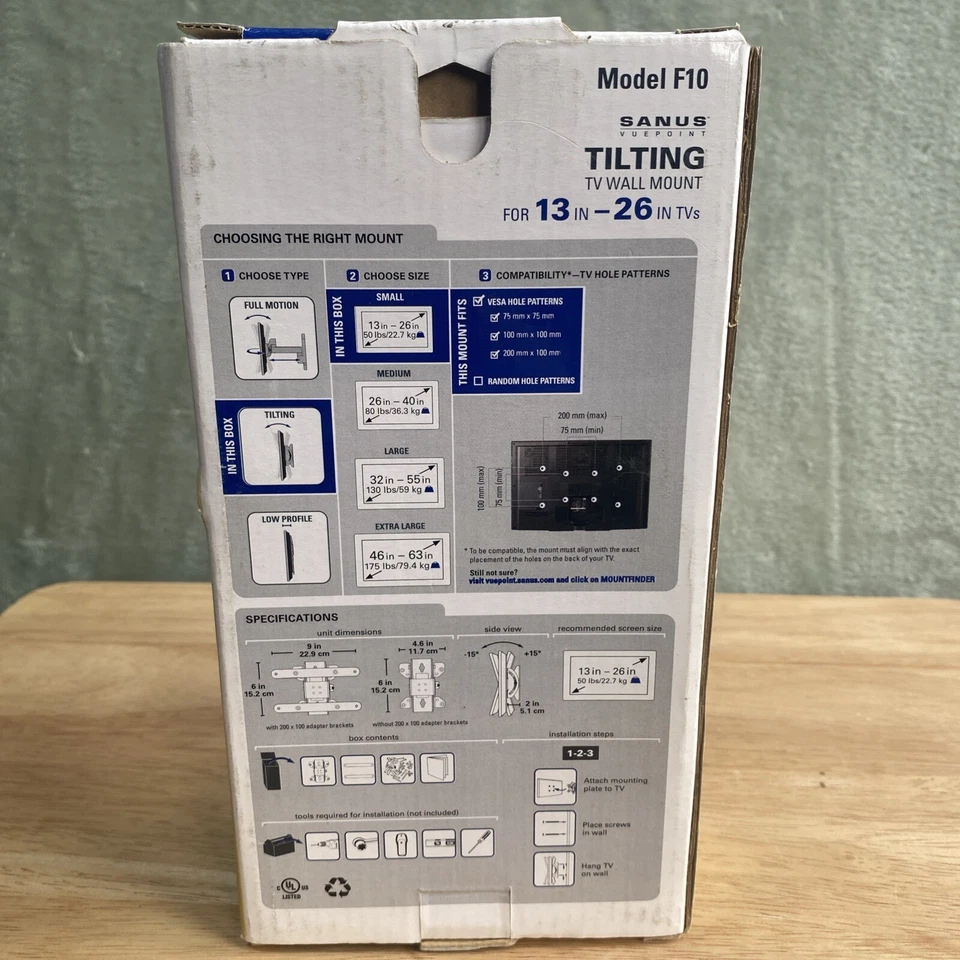 Model F10
SANUS
VUEPOINT
TILTING
TV WALL MOUNT
FOR 13 IN – 26 IN TVs
CHOOSING THE RIGHT MOUNT
1 CHOOSE TYPE
FULL MOTION
IN THIS BOX
TILTING
LOW PROFILE
2 CHOOSE SIZE
IN THIS BOX
SMALL
13 in – 26 in
50 lbs/22.7 kg
MEDIUM
26 in – 40 in
80 lbs/36.3 kg
LARGE
32 in – 55 in
130 lbs/59 kg
EXTRA LARGE
46 in – 63 in
175 lbs/79.4 kg
3 COMPATIBILITY*—TV HOLE PATTERNS
THIS MOUNT FITS
VESA HOLE PATTERNS
75 mm x 75 mm
100 mm x 100 mm
200 mm x 100 mm
RANDOM HOLE PATTERNS
200 mm (max)
75 mm (min)
100 mm (max)
75 mm (min)
* To be compatible, the mount must align with the exact
placement of the holes on the back of your TV.
Still not sure?
visit vuepoint.sanus.com and click on MOUNTFINDER
SPECIFICATIONS
unit dimensions
9 in
22.9 cm
6 in
15.2 cm
with 200 x 100 adapter brackets
4.6 in
11.7 cm
6 in
15.2 cm
without 200 x 100 adapter brackets
side view
-15°
+15°
2 in
5.1 cm
recommended screen size
13 in – 26 in
50 lbs/22.7 kg
box contents
tools required for installation (not included)
installation steps
1-2-3
Attach mounting
plate to TV
Place screws
in wall
Hang TV
on wall
C UL US
LISTED